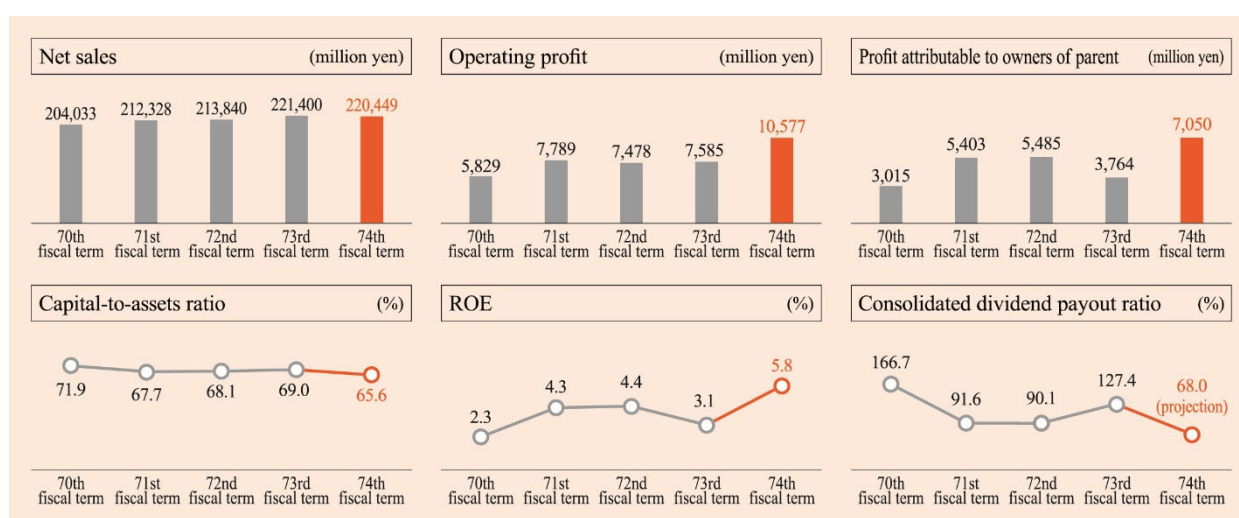 Net sales (million yen)
204,033 212,328 213,840 221,400 220,449
70th 71st 72nd 73rd 74th
fiscal term fiscal term fiscal term fiscal term fiscal term
Operating profit (million yen)
5,829 7,789 7,478 7,585 10,577
70th 71st 72nd 73rd 74th
fiscal term fiscal term fiscal term fiscal term fiscal term
Profit attributable to owners of parent (million yen)
3,015 5,403 5,485 3,764 7,050
70th 71st 72nd 73rd 74th
fiscal term fiscal term fiscal term fiscal term fiscal term
Capital-to-assets ratio (%)
71.9 67.7 68.1 69.0 65.6
70th 71st 72nd 73rd 74th
fiscal term fiscal term fiscal term fiscal term fiscal term
ROE (%)
2.3 4.3 4.4 3.1 5.8
70th 71st 72nd 73rd 74th
fiscal term fiscal term fiscal term fiscal term fiscal term
Consolidated dividend payout ratio (%)
166.7 91.6 90.1 127.4 68.0
(projection)
70th 71st 72nd 73rd 74th
fiscal term fiscal term fiscal term fiscal term fiscal term